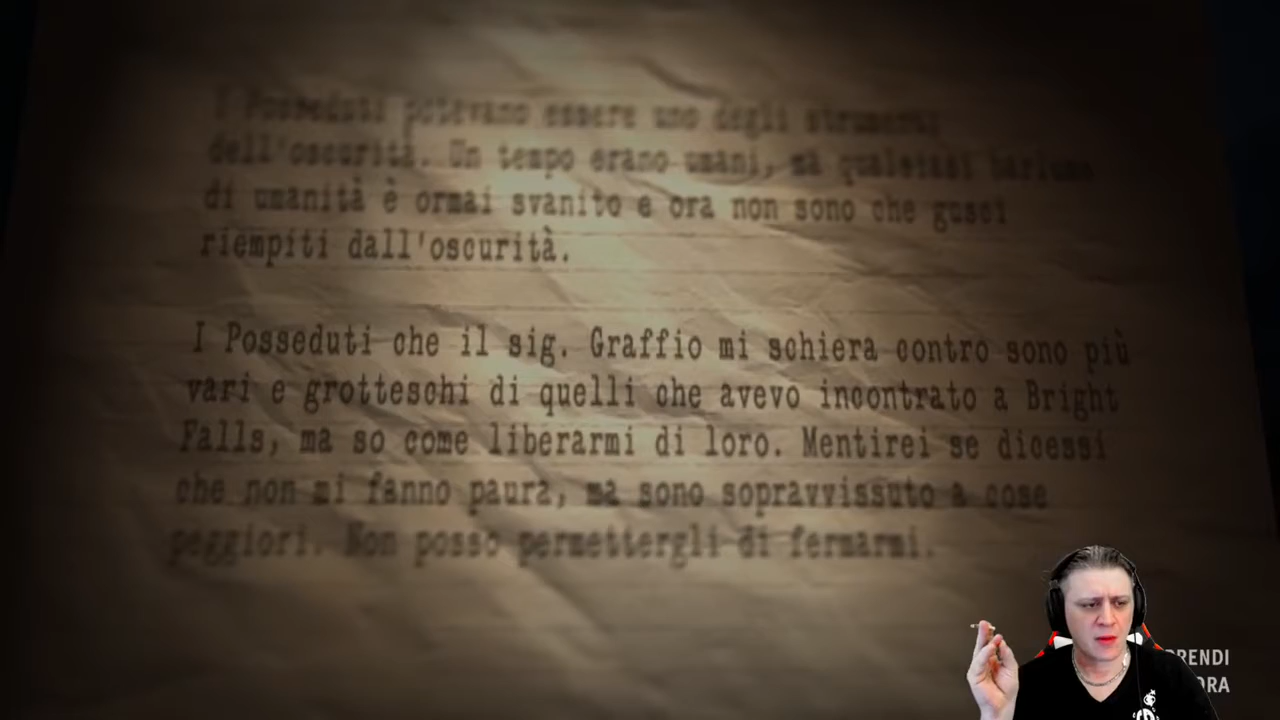 I Posseduti potevano essere uno degli strumenti
dell'oscurità. Un tempo erano umani, ma qualsiasi barlume
di umanità è ormai svanito e ora non sono che gusci
riempiti dall'oscurità.
I Posseduti che il sig. Graffio mi schiera contro sono più
vari e grotteschi di quelli che avevo incontrato a Bright
Falls, ma so come liberarmi di loro. Mentirei se dicessi
che non mi fanno paura, ma sono sopravvissuto a cose
peggiori. Non posso permettergli di fermarmi.